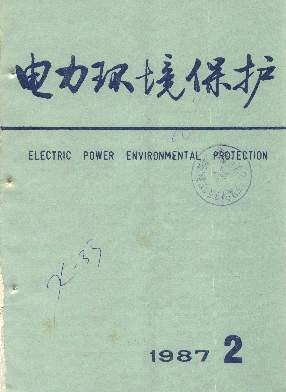 电力环境保护
ELECTRIC POWER ENVIRONMENTAL PROTECTION
1987 2